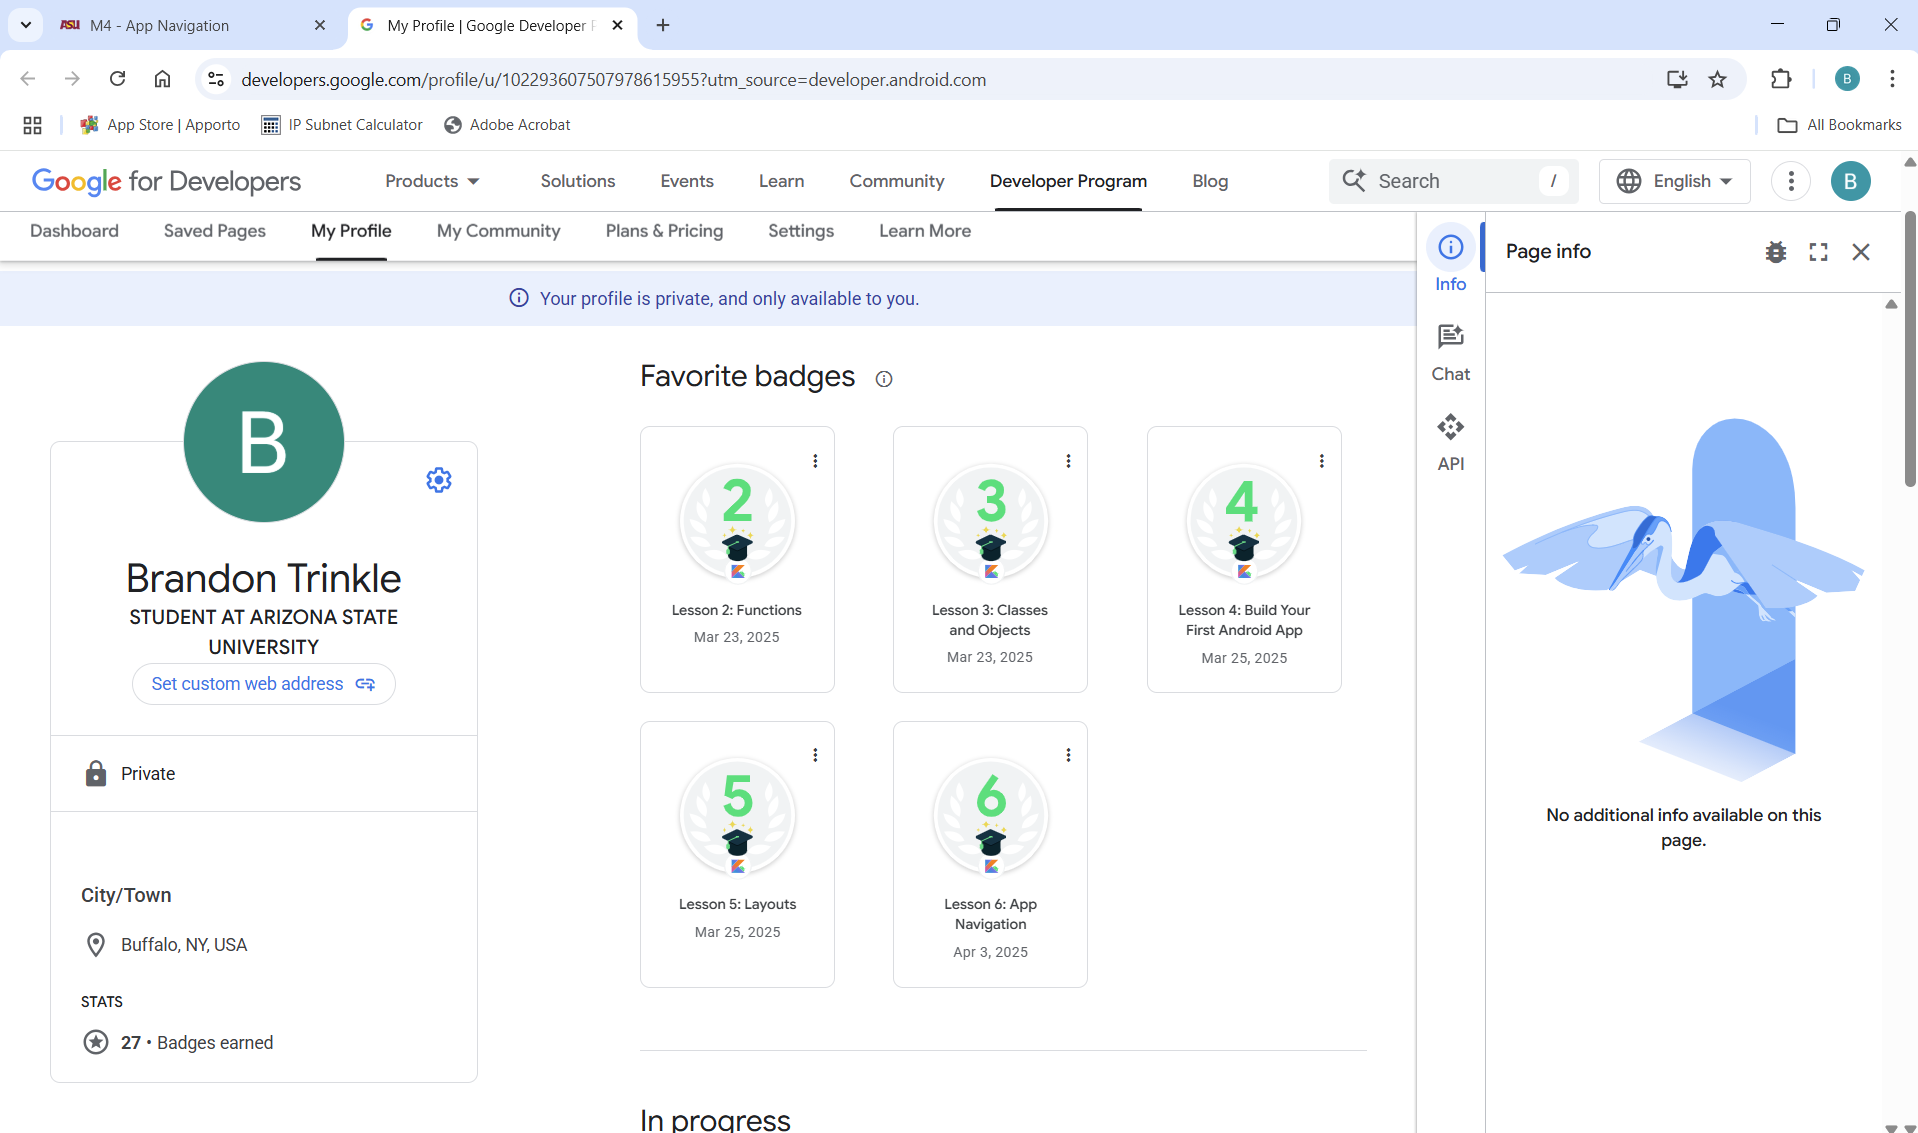 M4 - App Navigation
My Profile | Google Developer
developers.google.com/profile/u/102293607507978615955?utm_source=developer.android.com
B
App Store | Apporto
IP Subnet Calculator
Adobe Acrobat
All Bookmarks
Google for Developers
Products
Solutions
Events
Learn
Community
Developer Program
Blog
Search
/
English
B
Dashboard
Saved Pages
My Profile
My Community
Plans & Pricing
Settings
Learn More
Your profile is private, and only available to you.
B
Brandon Trinkle
STUDENT AT ARIZONA STATE
UNIVERSITY
Set custom web address
Private
City/Town
Buffalo, NY, USA
STATS
27 • Badges earned
Favorite badges
2
Lesson 2: Functions
Mar 23, 2025
3
Lesson 3: Classes
and Objects
Mar 23, 2025
4
Lesson 4: Build Your
First Android App
Mar 25, 2025
5
Lesson 5: Layouts
Mar 25, 2025
6
Lesson 6: App
Navigation
Apr 3, 2025
In progress
Info
Chat
API
Page info
No additional info available on this
page.